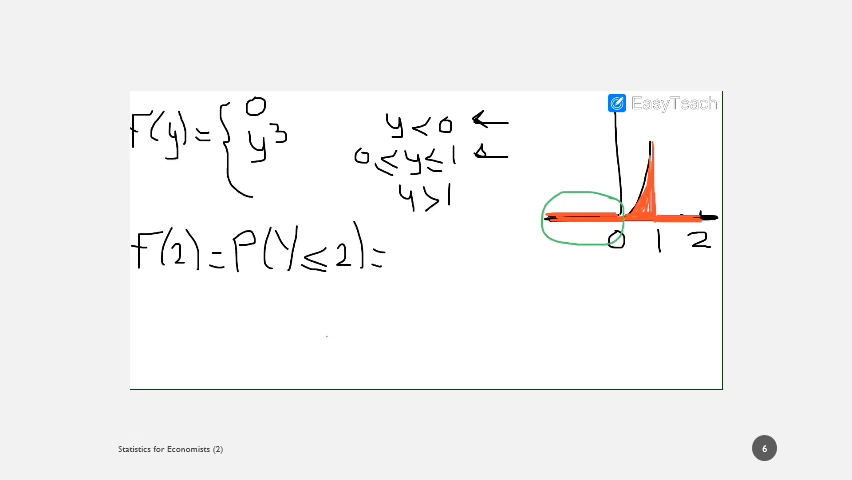 EasyTeach
F(y) = { 0 y < 0 ←
y³ 0 ≤ y ≤ 1 ←
y > 1
F(2) = P(Y ≤ 2) =
0 1 2
Statistics for Economists (2)
6